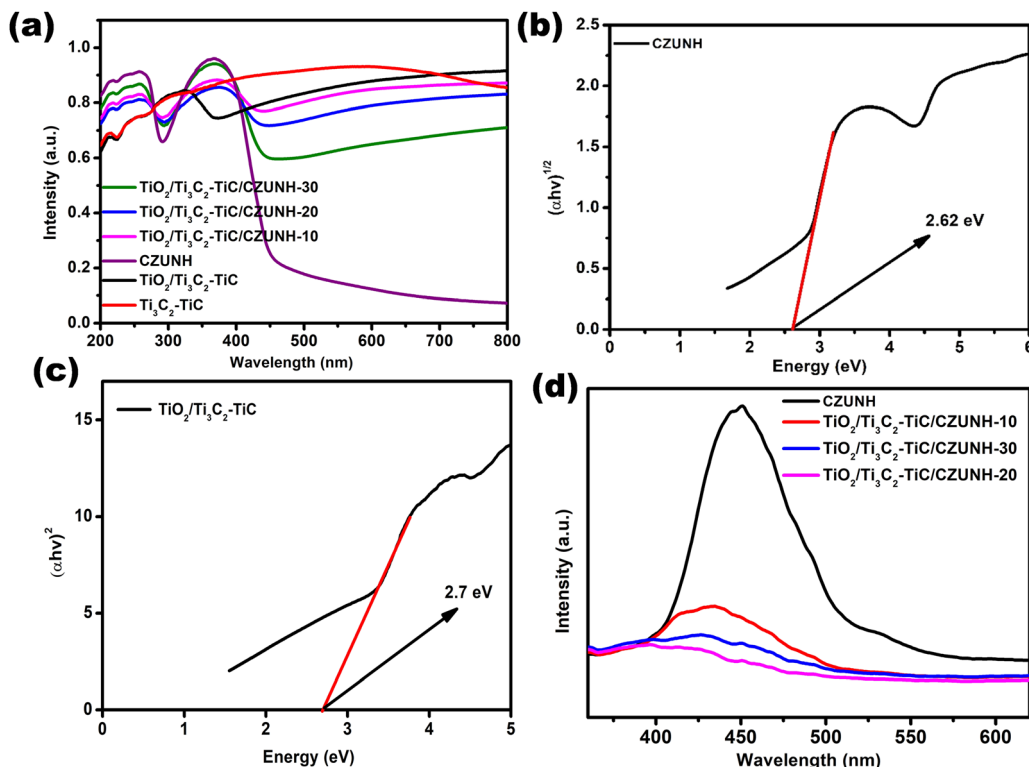 (a)
1.0
0.8
0.6
0.4
0.2
0.0
200 300 400 500 600 700 800
Intensity (a.u.)
Wavelength (nm)
TiO₂/Ti₃C₂-TiC/CZUNH-30
TiO₂/Ti₃C₂-TiC/CZUNH-20
TiO₂/Ti₃C₂-TiC/CZUNH-10
CZUNH
TiO₂/Ti₃C₂-TiC
Ti₃C₂-TiC
(b)
2.5
2.0
1.5
1.0
0.5
0.0
0 1 2 3 4 5 6
(αhv)¹/²
Energy (eV)
CZUNH
2.62 eV
(c)
15
10
5
0
0 1 2 3 4 5
(αhv)²
Energy (eV)
TiO₂/Ti₃C₂-TiC
2.7 eV
(d)
CZUNH
TiO₂/Ti₃C₂-TiC/CZUNH-10
TiO₂/Ti₃C₂-TiC/CZUNH-30
TiO₂/Ti₃C₂-TiC/CZUNH-20
Intensity (a.u.)
400 450 500 550 600
Wavelength (nm)